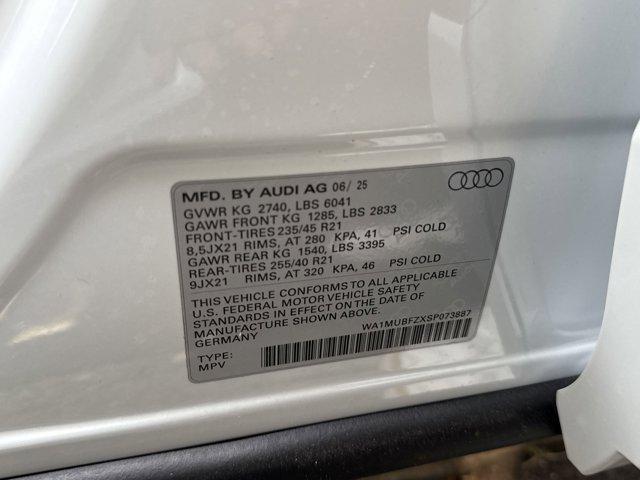 MFD. BY AUDI AG 06/ 25
GVWR KG 2740, LBS 6041
GAWR FRONT KG 1285, LBS 2833
FRONT-TIRES 235/45 R21
8,5JX21 RIMS, AT 280 KPA, 41 PSI COLD
GAWR REAR KG 1540, LBS 3395
REAR-TIRES 255/40 R21
9JX21 RIMS, AT 320 KPA, 46 PSI COLD
THIS VEHICLE CONFORMS TO ALL APPLICABLE
U.S. FEDERAL MOTOR VEHICLE SAFETY
STANDARDS IN EFFECT ON THE DATE OF
MANUFACTURE SHOWN ABOVE.
GERMANY
WA1MUBFZXSP073887
TYPE:
MPV